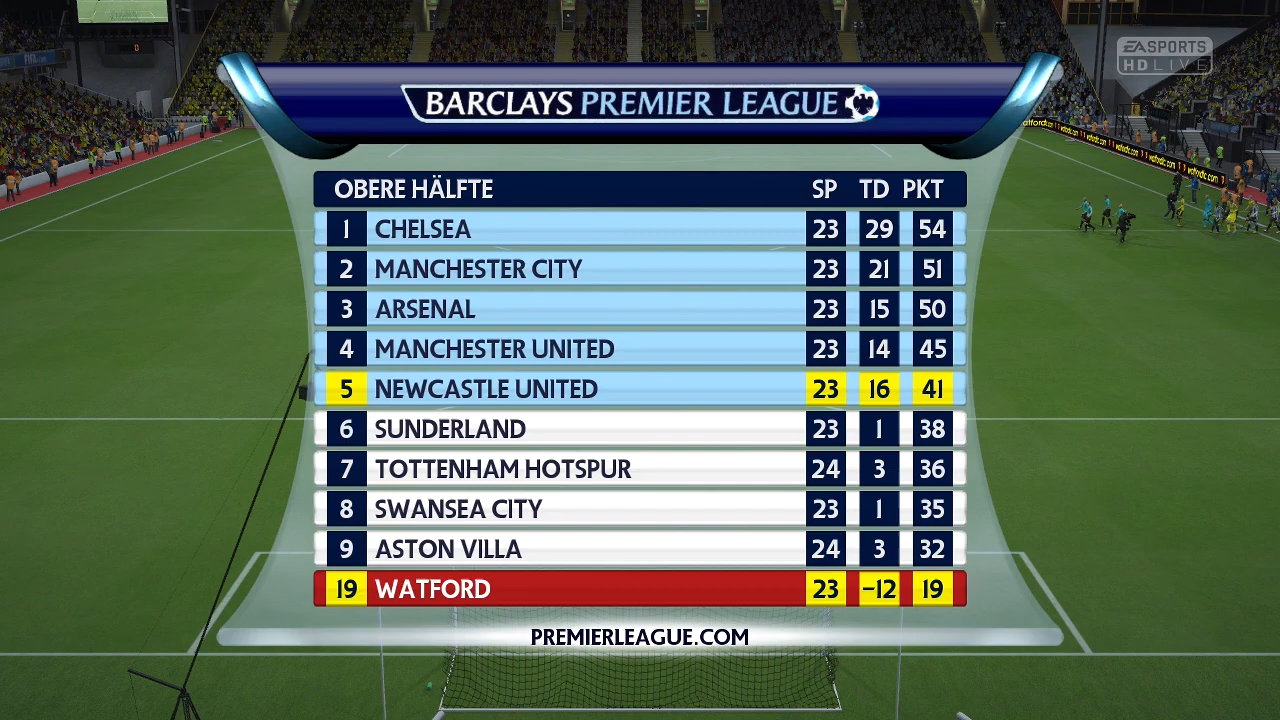 EA SPORTS
HD LIVE
BARCLAYS PREMIER LEAGUE
OBERE HÄLFTE SP TD PKT
1 CHELSEA 23 29 54
2 MANCHESTER CITY 23 21 51
3 ARSENAL 23 15 50
4 MANCHESTER UNITED 23 14 45
5 NEWCASTLE UNITED 23 16 41
6 SUNDERLAND 23 1 38
7 TOTTENHAM HOTSPUR 24 3 36
8 SWANSEA CITY 23 1 35
9 ASTON VILLA 24 3 32
19 WATFORD 23 -12 19
PREMIERLEAGUE.COM